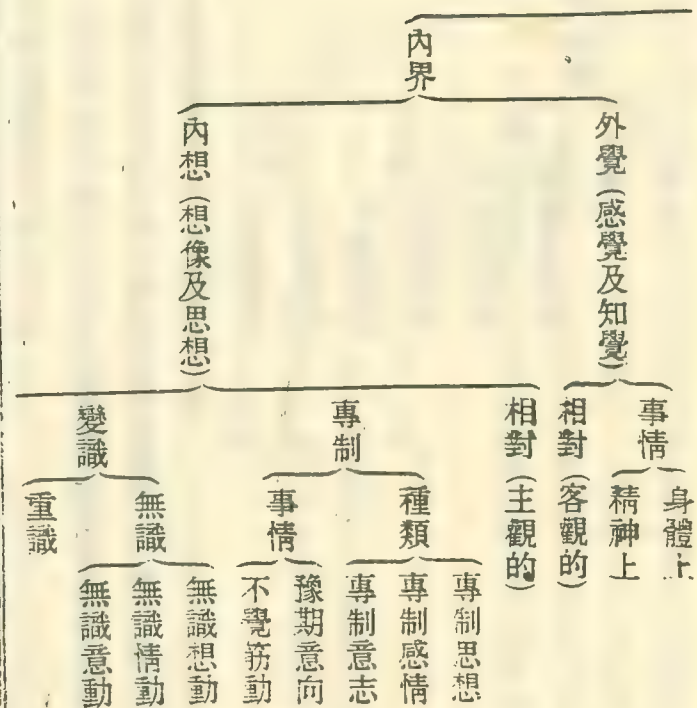 內界
外覺(感覺及知覺)
事情
身體上
精神上
相對(客觀的)
內想(想像及思想)
相對(主觀的)
專制
種類
專制思想
專制感情
專制意志
事情
豫期意向
不覺筋動
變識
無識
無識想動
無識情動
無識意動
重識